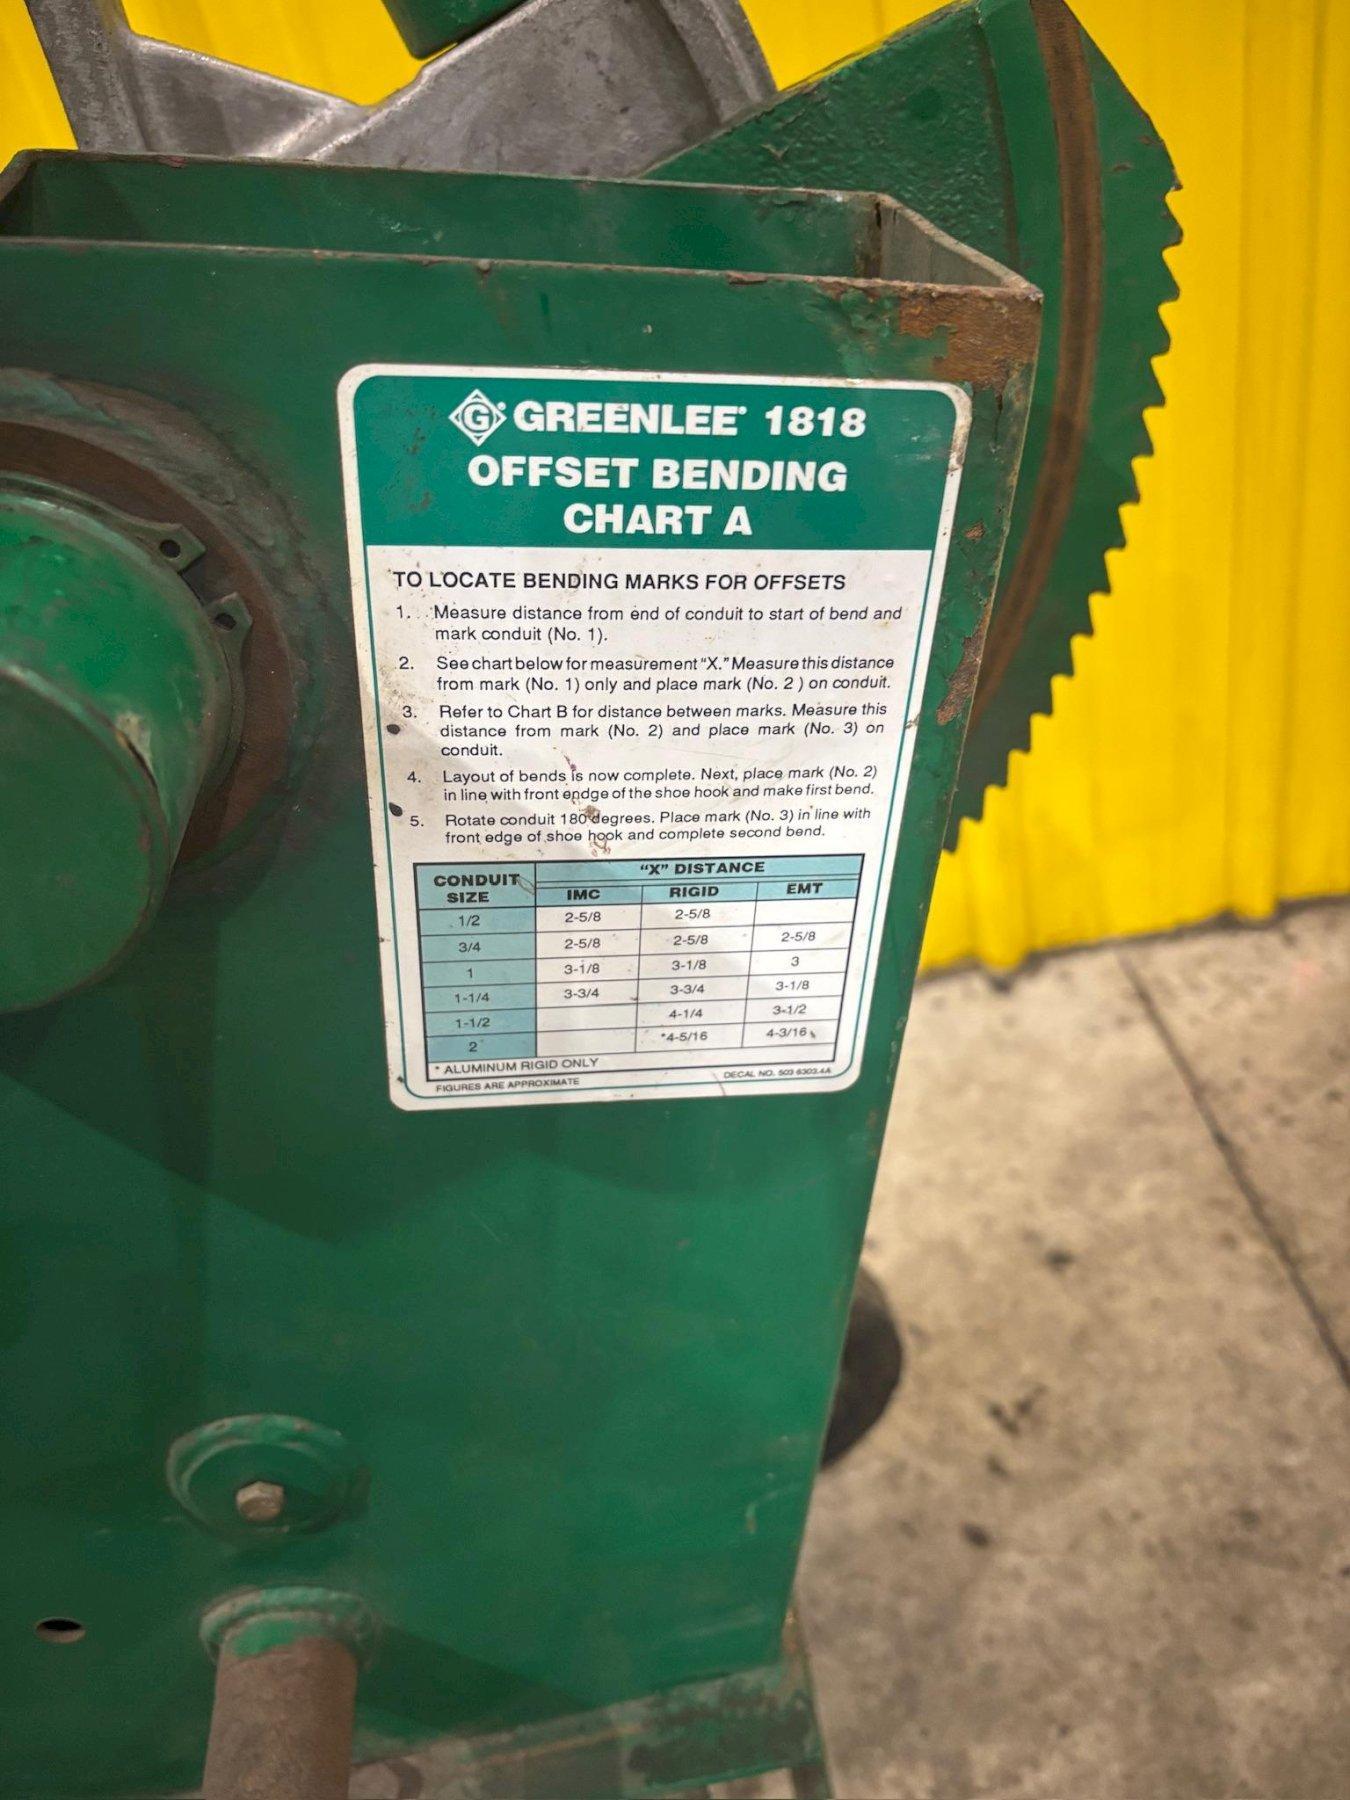 G GREENLEE 1818
OFFSET BENDING
CHART A
TO LOCATE BENDING MARKS FOR OFFSETS
1. Measure distance from end of conduit to start of bend and
mark conduit (No. 1).
2. See chart below for measurement "X." Measure this distance
from mark (No. 1) only and place mark (No. 2 ) on conduit.
3. Refer to Chart B for distance between marks. Measure this
distance from mark (No. 2) and place mark (No. 3) on
conduit.
4. Layout of bends is now complete. Next, place mark (No. 2)
in line with front endge of the shoe hook and make first bend.
5. Rotate conduit 180 degrees. Place mark (No. 3) in line with
front edge of shoe hook and complete second bend.
CONDUIT SIZE "X" DISTANCE
IMC RIGID EMT
1/2 2-5/8 2-5/8
3/4 2-5/8 2-5/8 2-5/8
1 3-1/8 3-1/8 3
1-1/4 3-3/4 3-3/4 3-1/8
1-1/2 4-1/4 3-1/2
2 *4-5/16 4-3/16
* ALUMINUM RIGID ONLY
FIGURES ARE APPROXIMATE DECAL NO. 503 6303.4A